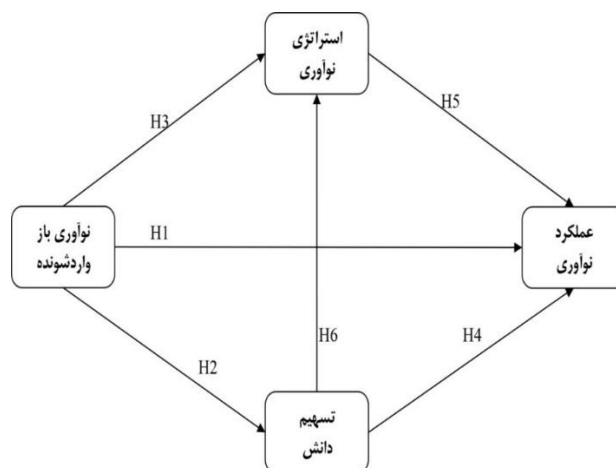 استراتژی
نوآوری
H3
H5
نوآوری باز
واردشونده
H1
عملکرد
نوآوری
H6
H4
H2
تسهیم
دانش